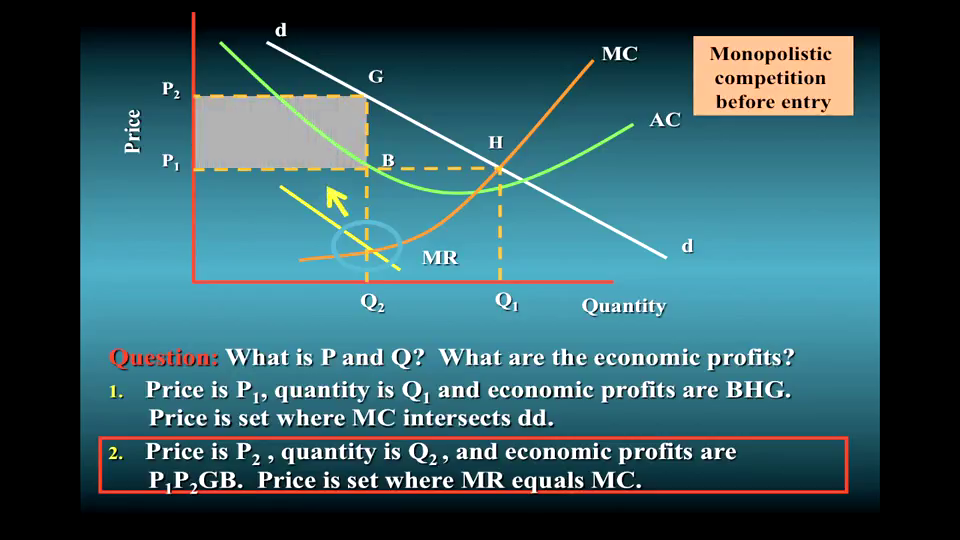 d
MC
Monopolistic
competition
before entry
G
P₂
AC
Price
H
P₁
B
MR
d
Q₂
Q₁
Quantity
Question: What is P and Q? What are the economic profits?
1. Price is P₁, quantity is Q₁ and economic profits are BHG.
Price is set where MC intersects dd.
2. Price is P₂ , quantity is Q₂ , and economic profits are
P₁P₂GB. Price is set where MR equals MC.